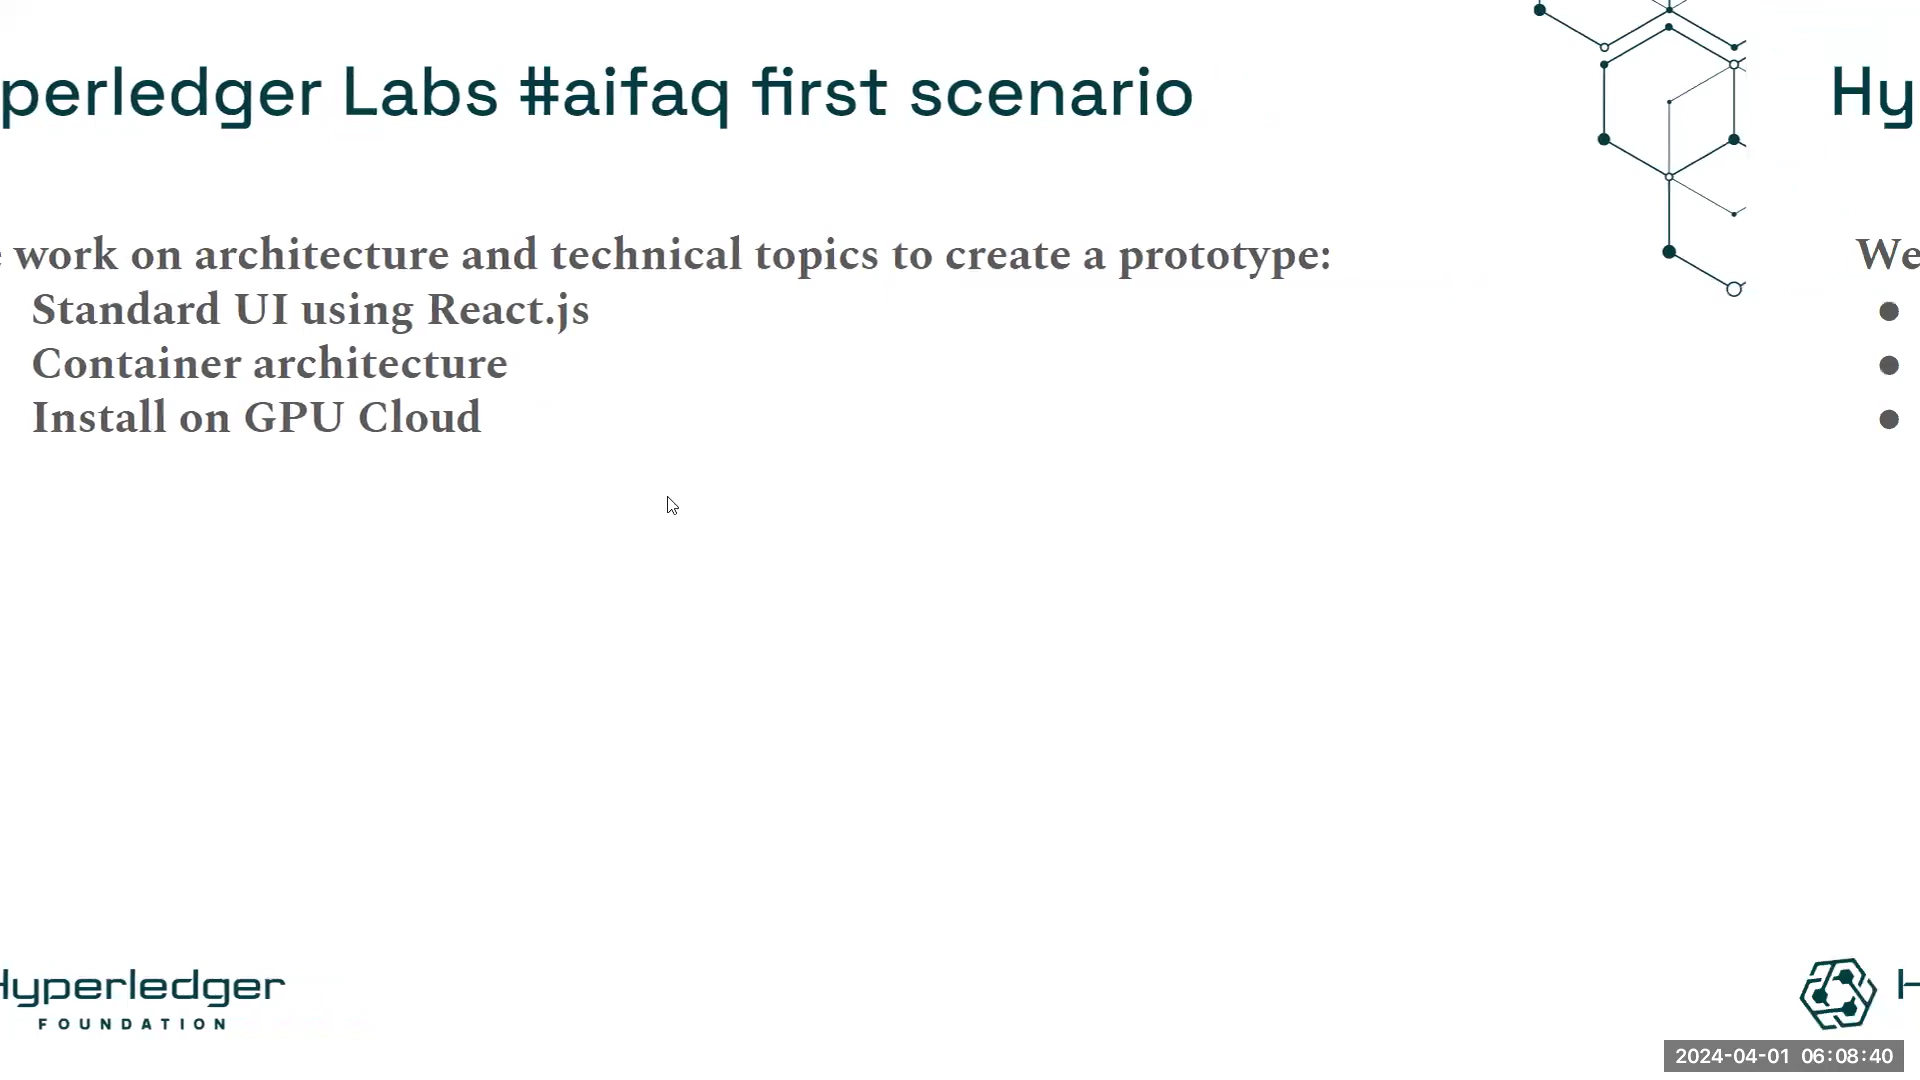 perledger Labs #aifaq first scenario
Hy
e work on architecture and technical topics to create a prototype:
We
Standard UI using React.js
Container architecture
Install on GPU Cloud
Hyperledger
FOUNDATION
H
2024-04-01 06:08:40